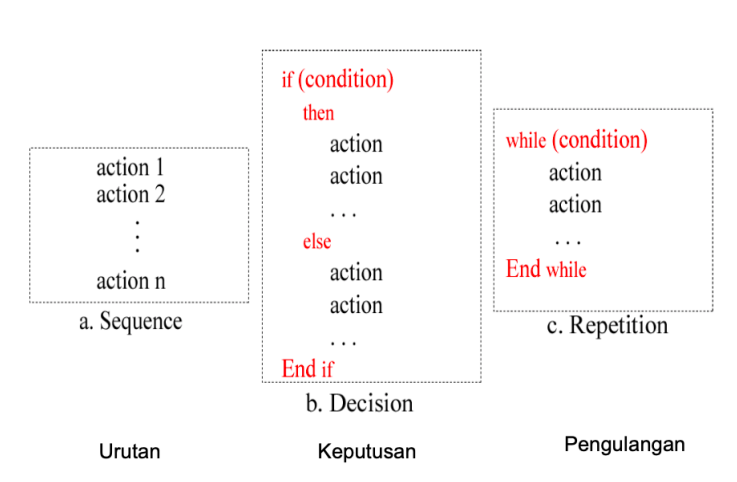 action 1
action 2
.
.
.
action n
a. Sequence
if (condition)
then
action
action
. . .
else
action
action
. . .
End if
b. Decision
while (condition)
action
action
. . .
End while
c. Repetition
Urutan
Keputusan
Pengulangan